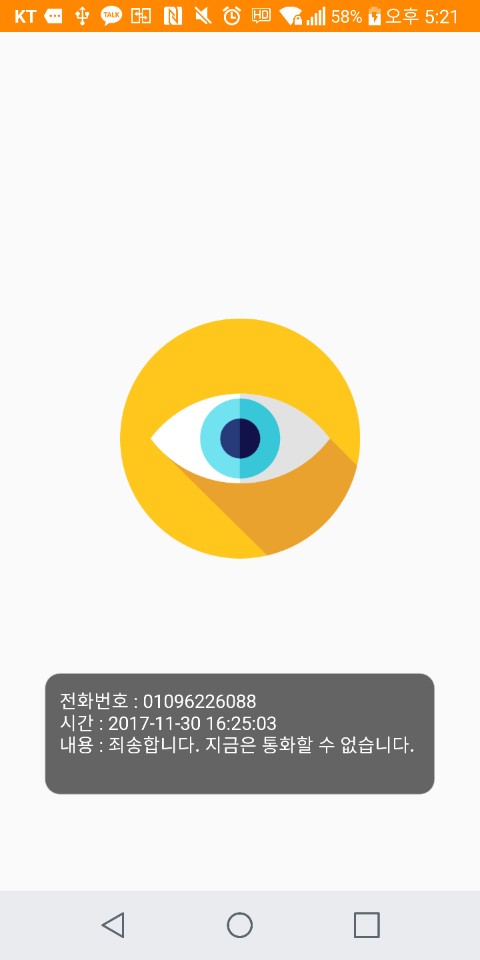 KT TALK HD 58% 오후 5:21
전화번호 : 01096226088
시간 : 2017-11-30 16:25:03
내용 : 죄송합니다. 지금은 통화할 수 없습니다.